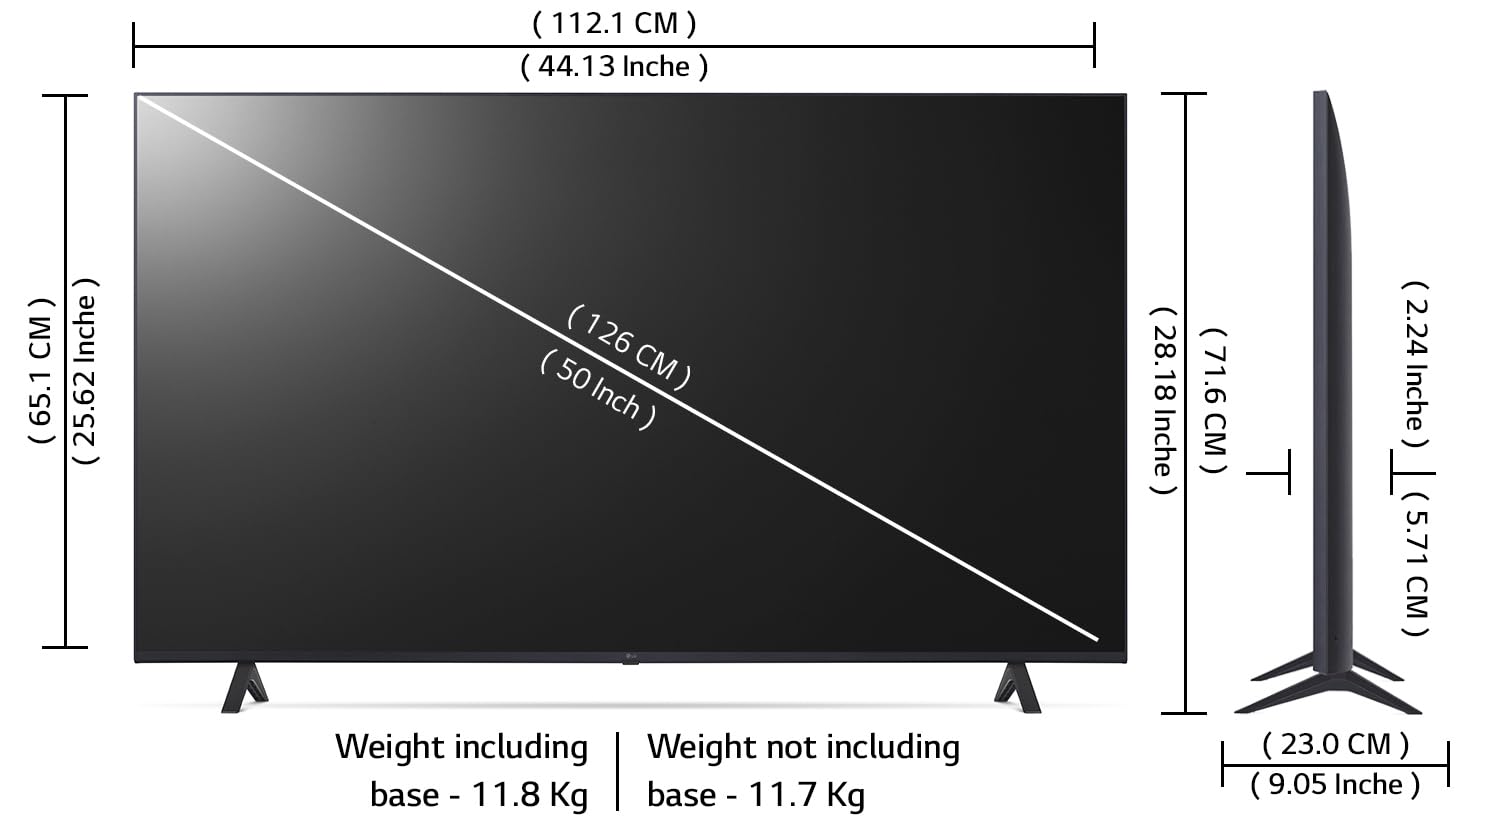 ( 112.1 CM )
( 44.13 Inche )
( 65.1 CM )
( 25.62 Inche )
( 126 CM )
( 50 Inch )
( 28.18 Inche )
( 71.6 CM )
( 2.24 Inche )
( 5.71 CM )
Weight including
base - 11.8 Kg
Weight not including
base - 11.7 Kg
( 23.0 CM )
( 9.05 Inche )